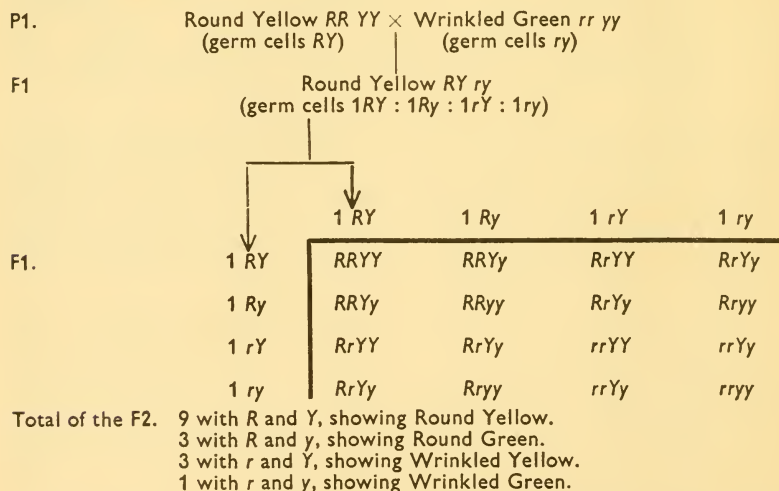 P1. Round Yellow RR YY × Wrinkled Green rr yy
(germ cells RY) (germ cells ry)
F1 Round Yellow RY ry
(germ cells 1RY : 1Ry : 1rY : 1ry)
1 RY 1 Ry 1 rY 1 ry
F1. 1 RY RRYY RRYy RrYY RrYy
1 Ry RRYy RRyy RrYy Rryy
1 rY RrYY RrYy rrYY rrYy
1 ry RrYy Rryy rrYy rryy
Total of the F2. 9 with R and Y, showing Round Yellow.
3 with R and y, showing Round Green.
3 with r and Y, showing Wrinkled Yellow.
1 with r and y, showing Wrinkled Green.